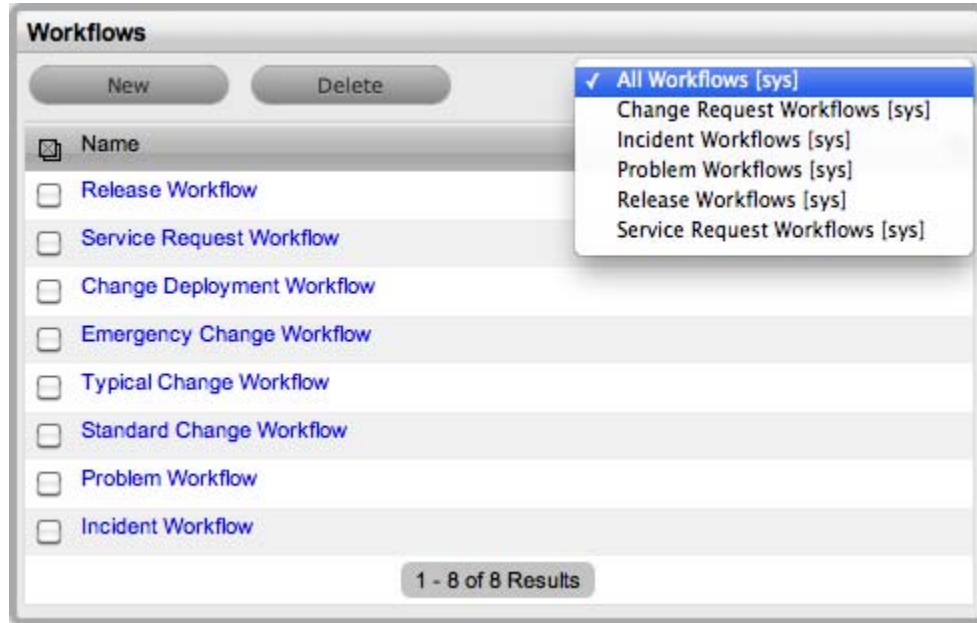 Workflows
New
Delete
✓ All Workflows [sys]
Change Request Workflows [sys]
Incident Workflows [sys]
Problem Workflows [sys]
Release Workflows [sys]
Service Request Workflows [sys]
Name
Release Workflow
Service Request Workflow
Change Deployment Workflow
Emergency Change Workflow
Typical Change Workflow
Standard Change Workflow
Problem Workflow
Incident Workflow
1 - 8 of 8 Results